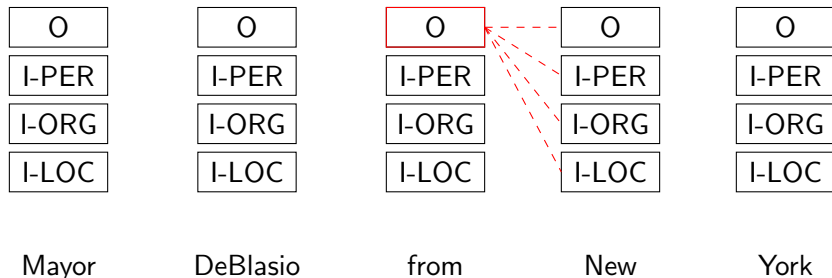 O O O O O
I-PER I-PER I-PER I-PER I-PER
I-ORG I-ORG I-ORG I-ORG I-ORG
I-LOC I-LOC I-LOC I-LOC I-LOC
Mayor DeBlasio from New York